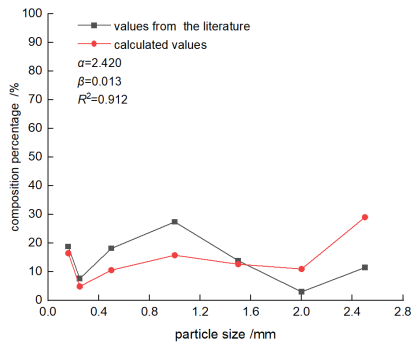 values from  the literature
calculated values
α=2.420
β=0.013
R²=0.912
composition percentage /%
100
90
80
70
60
50
40
30
20
10
0
0.0 0.4 0.8 1.2 1.6 2.0 2.4 2.8
particle size /mm